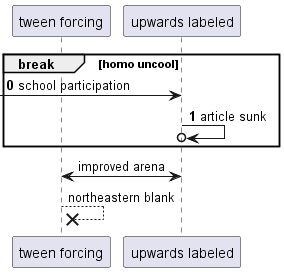 tween forcing upwards labeled
break [homo uncool]
0 school participation
1 article sunk
improved arena
northeastern blank
tween forcing upwards labeled